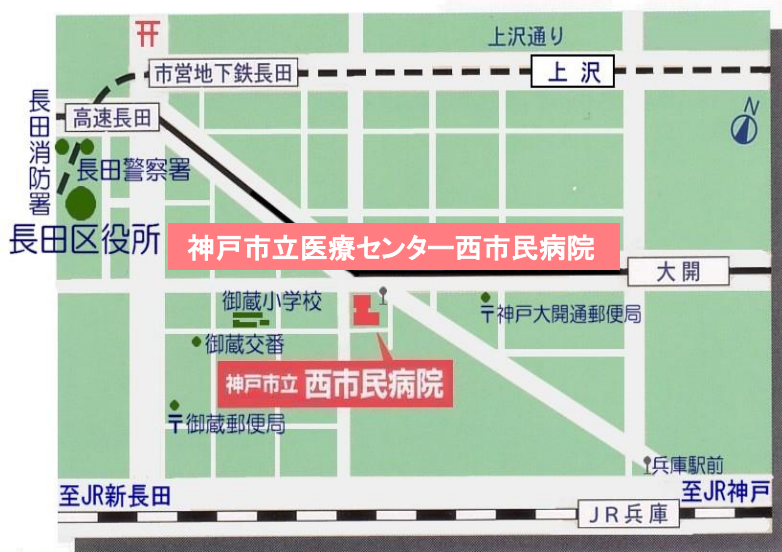 上沢通り
市営地下鉄長田
上沢
N
高速長田
長田消防署
長田警察署
長田区役所
神戸市立医療センター西市民病院
大開
御蔵小学校
〒神戸大開通郵便局
御蔵交番
神戸市立 西市民病院
〒御蔵郵便局
兵庫駅前
至JR新長田
至JR神戸
JR兵庫